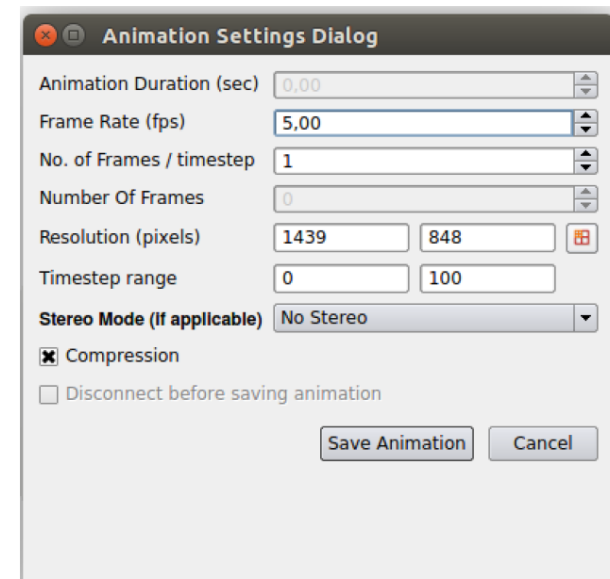 Animation Settings Dialog
Animation Duration (sec) 0,00
Frame Rate (fps) 5,00
No. of Frames / timestep 1
Number Of Frames 0
Resolution (pixels) 1439 848
Timestep range 0 100
Stereo Mode (if applicable) No Stereo
Compression
Disconnect before saving animation
Save Animation Cancel